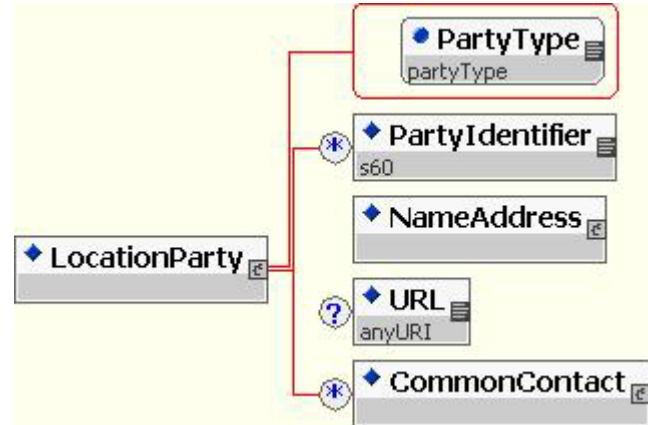 PartyType
partyType
*
PartyIdentifier
s60
NameAddress
LocationParty
?
URL
anyURI
*
CommonContact